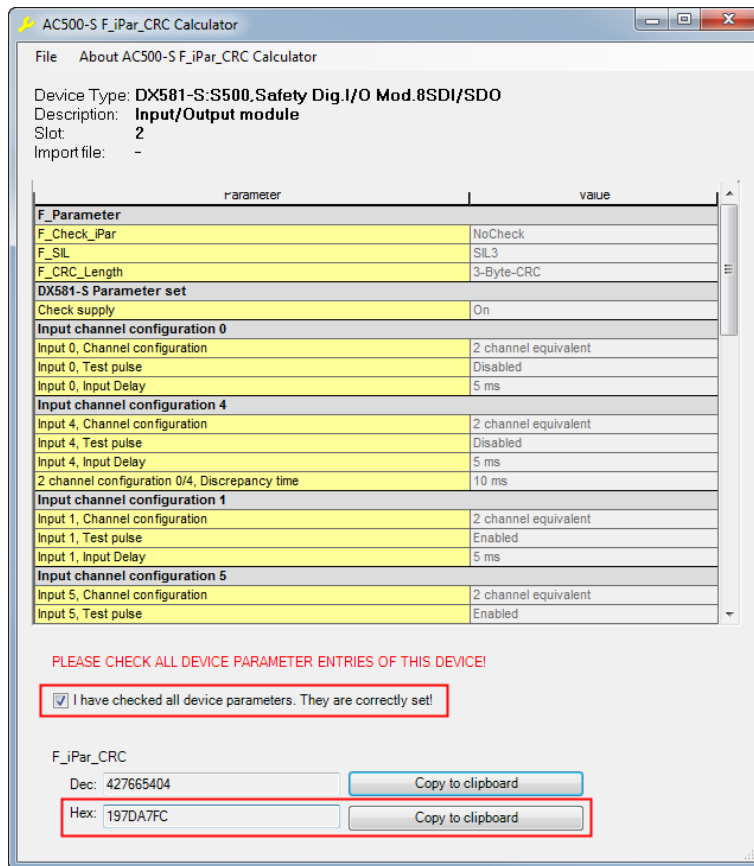 AC500-S F_iPar_CRC Calculator
File About AC500-S F_iPar_CRC Calculator
Device Type: DX581-S:S500,Safety Dig.I/O Mod.8SDI/SDO
Description: Input/Output module
Slot: 2
Import file: -
Parameter Value
F_Parameter
F_Check_iPar NoCheck
F_SIL SIL3
F_CRC_Length 3-Byte-CRC
DX581-S Parameter set
Check supply On
Input channel configuration 0
Input 0, Channel configuration 2 channel equivalent
Input 0, Test pulse Disabled
Input 0, Input Delay 5 ms
Input channel configuration 4
Input 4, Channel configuration 2 channel equivalent
Input 4, Test pulse Disabled
Input 4, Input Delay 5 ms
2 channel configuration 0/4, Discrepancy time 10 ms
Input channel configuration 1
Input 1, Channel configuration 2 channel equivalent
Input 1, Test pulse Enabled
Input 1, Input Delay 5 ms
Input channel configuration 5
Input 5, Channel configuration 2 channel equivalent
Input 5, Test pulse Enabled
PLEASE CHECK ALL DEVICE PARAMETER ENTRIES OF THIS DEVICE!
I have checked all device parameters. They are correctly set!
F_iPar_CRC
Dec: 427665404 Copy to clipboard
Hex: 197DA7FC Copy to clipboard